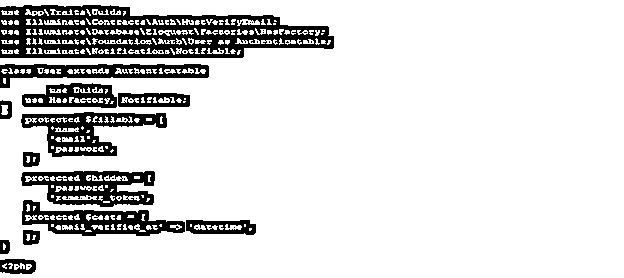 use App\Traits\Uuids;
use Illuminate\Contracts\Auth\MustVerifyEmail;
use Illuminate\Database\Eloquent\Factories\HasFactory;
use Illuminate\Foundation\Auth\User as Authenticatable;
use Illuminate\Notifications\Notifiable;
class User extends Authenticatable
{
use Uuids;
use HasFactory, Notifiable;
protected $fillable = [
'name',
'email',
'password',
];
protected $hidden = [
'password',
'remember_token',
];
protected $casts = [
'email_verified_at' => 'datetime',
];
}
<?php